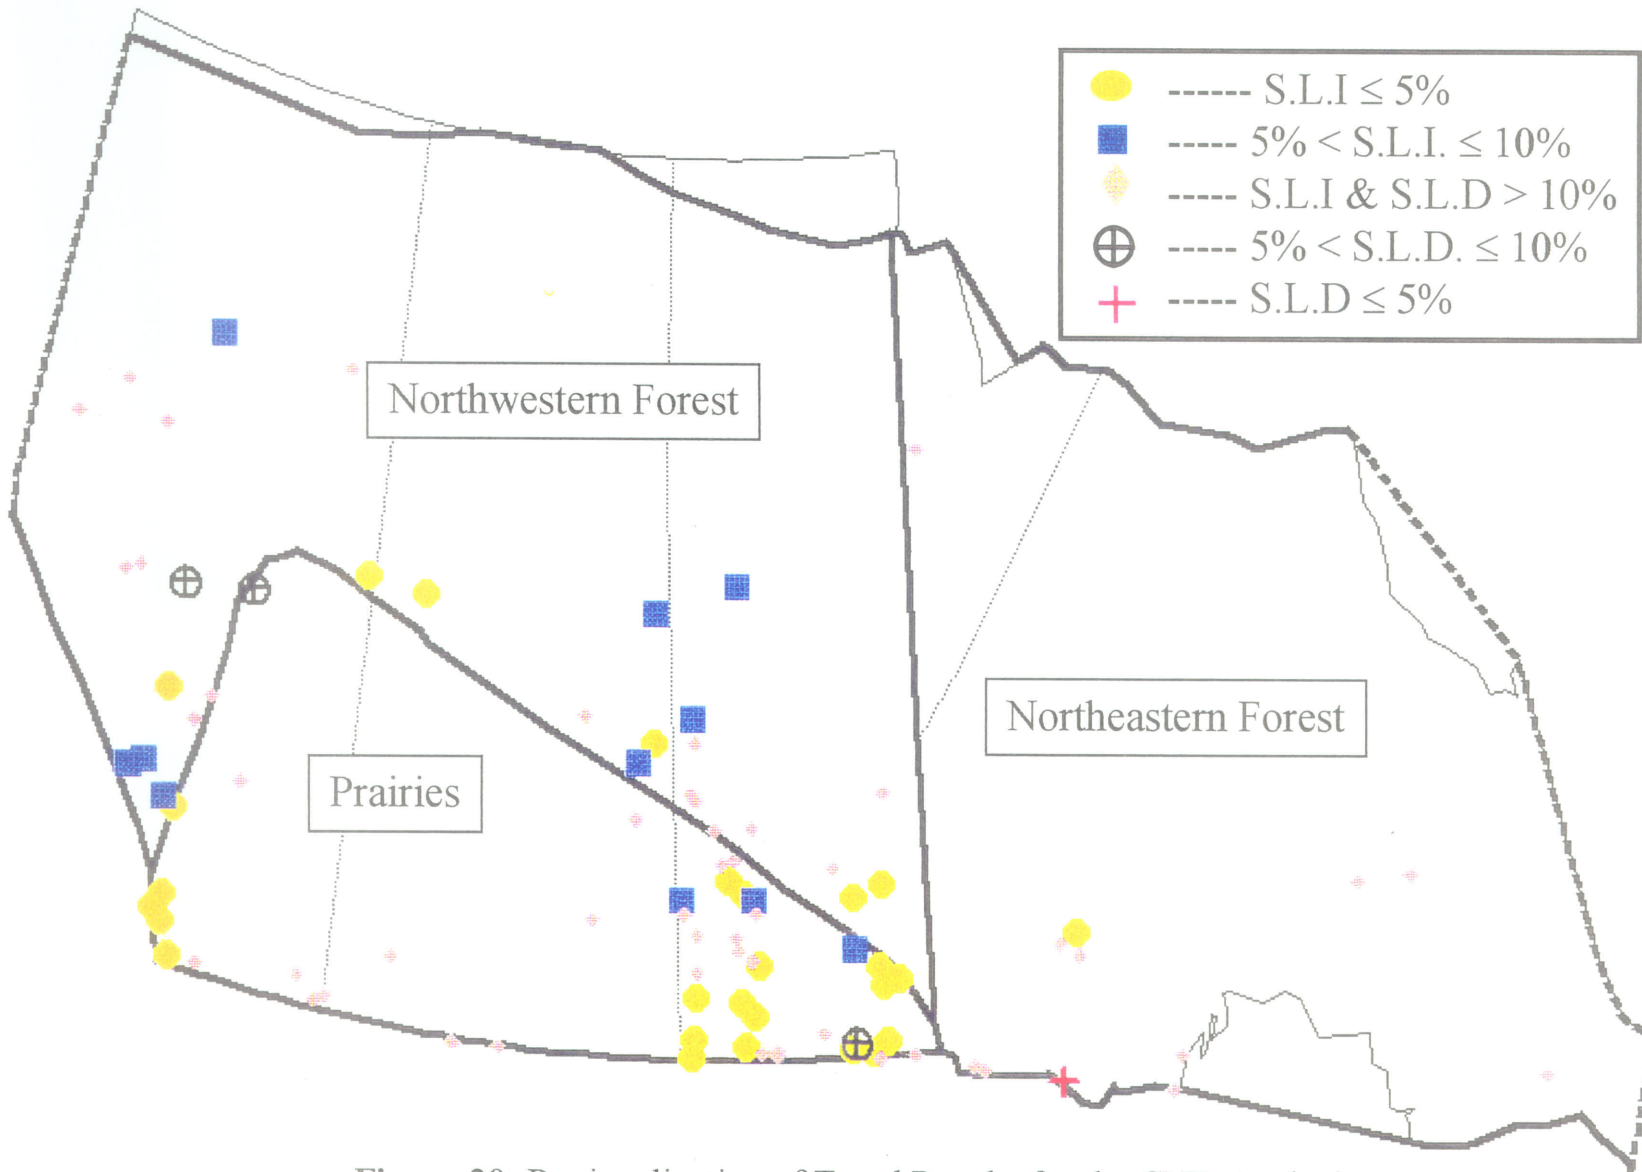 ------ S.L.I ≤ 5%
----- 5% < S.L.I. ≤ 10%
----- S.L.I & S.L.D > 10%
----- 5% < S.L.D. ≤ 10%
----- S.L.D ≤ 5%
Northwestern Forest
Northeastern Forest
Prairies